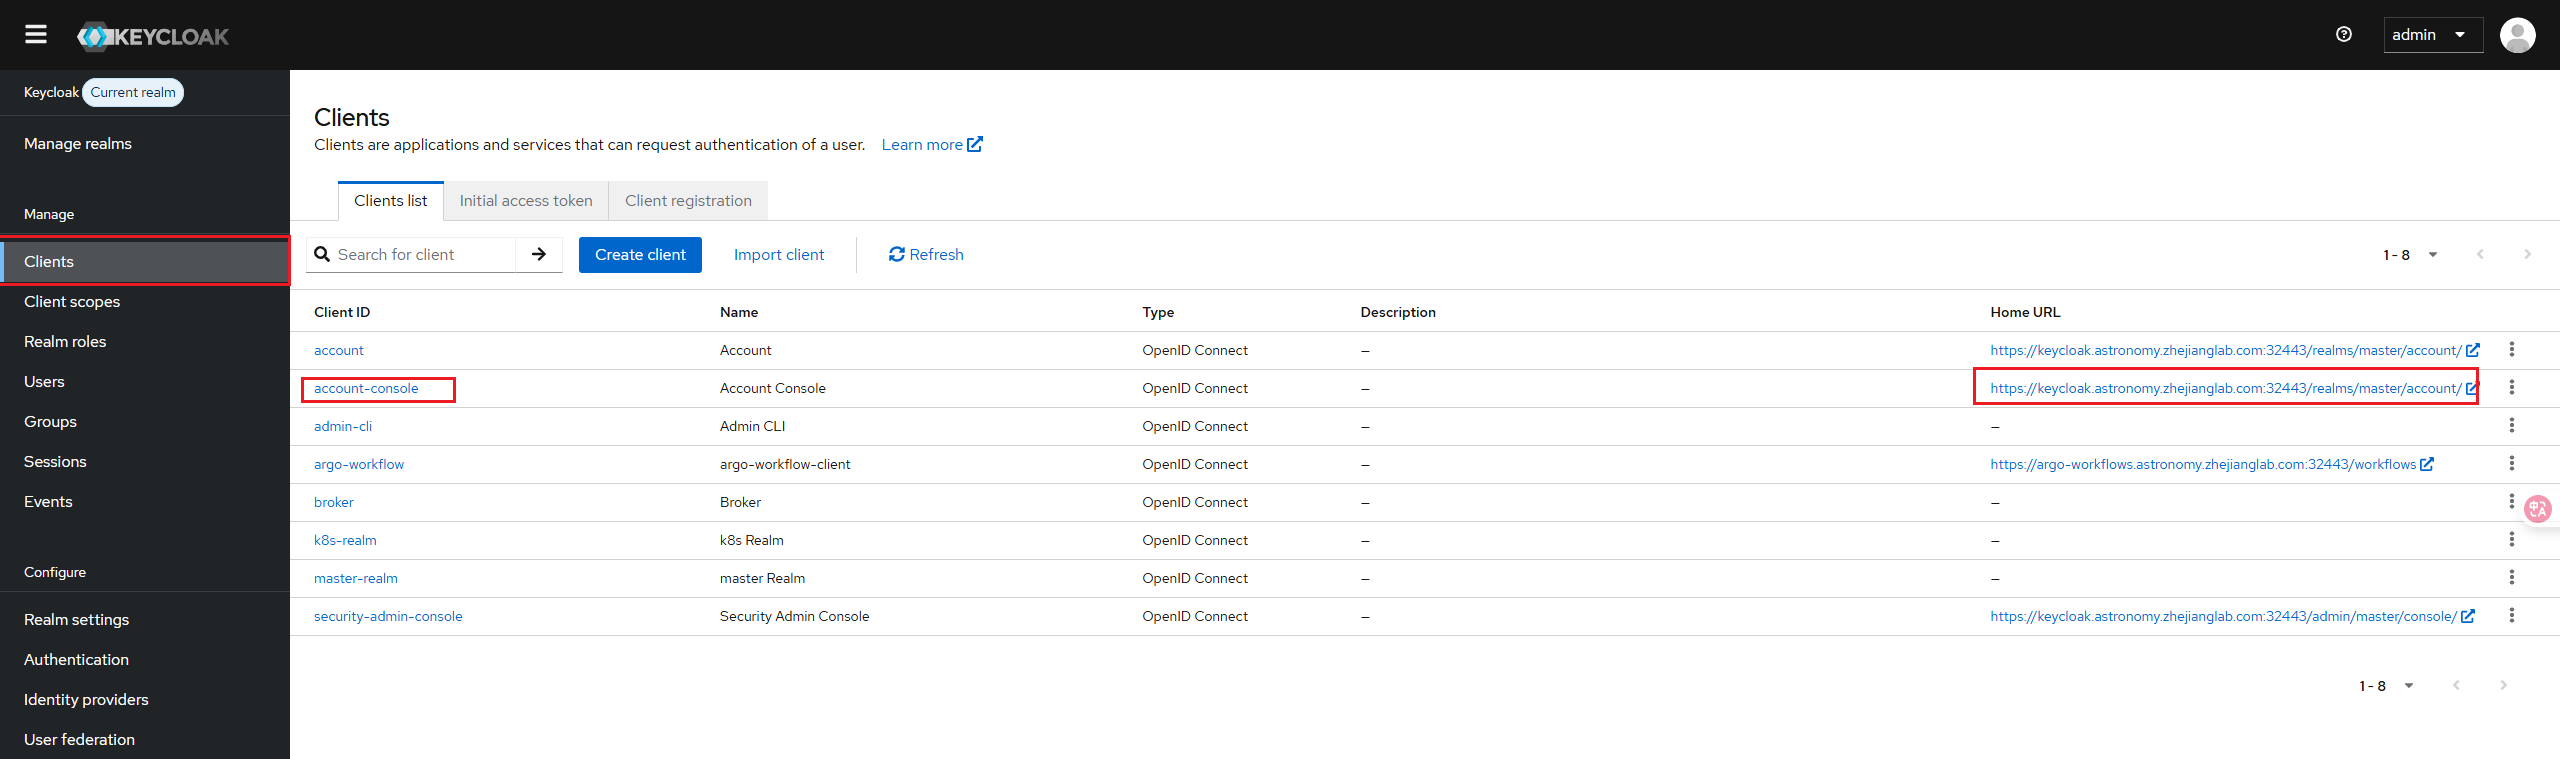 KEYCLOAK
admin
Keycloak Current realm
Manage realms
Manage
Clients
Client scopes
Realm roles
Users
Groups
Sessions
Events
Configure
Realm settings
Authentication
Identity providers
User federation
Clients
Clients are applications and services that can request authentication of a user. Learn more
Clients list Initial access token Client registration
Search for client Create client Import client Refresh 1 - 8
Client ID Name Type Description Home URL
account Account OpenID Connect – https://keycloak.astronomy.zhejianglab.com:32443/realms/master/account/
account-console Account Console OpenID Connect – https://keycloak.astronomy.zhejianglab.com:32443/realms/master/account/
admin-cli Admin CLI OpenID Connect – –
argo-workflow argo-workflow-client OpenID Connect – https://argo-workflows.astronomy.zhejianglab.com:32443/workflows
broker Broker OpenID Connect – –
k8s-realm k8s Realm OpenID Connect – –
master-realm master Realm OpenID Connect – –
security-admin-console Security Admin Console OpenID Connect – https://keycloak.astronomy.zhejianglab.com:32443/admin/master/console/
1 - 8
中A